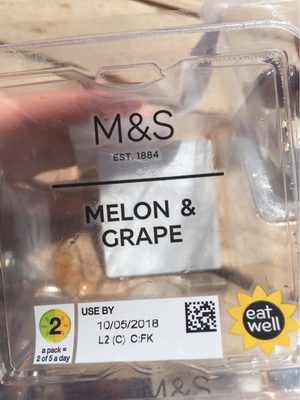 M&S
EST. 1884
MELON &
GRAPE
2
a pack =
2 of 5 a day
USE BY
10/05/2018
L2 (C) C:FK
eat
well
M&S